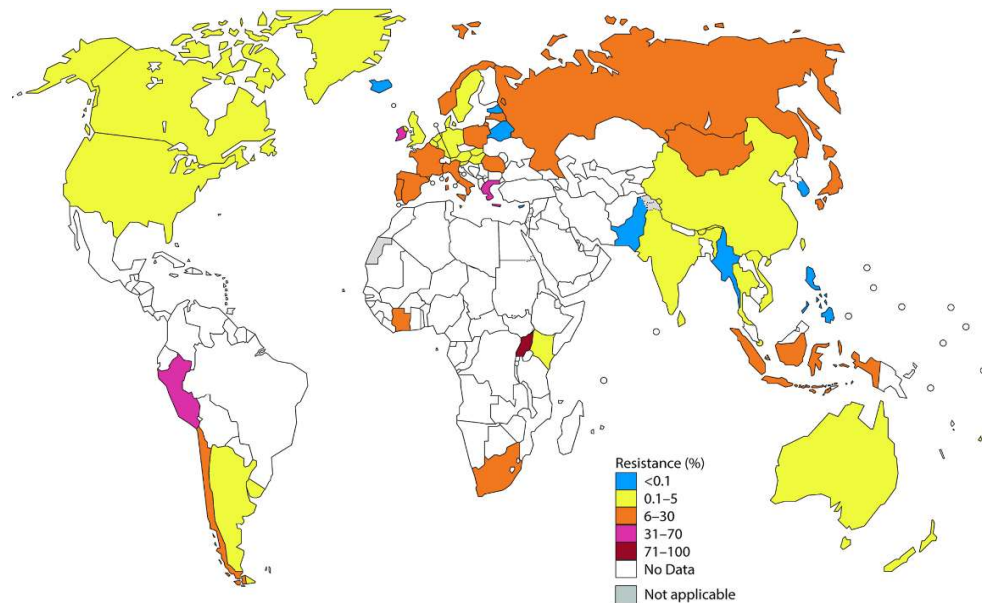 Resistance (%)
<0.1
0.1–5
6–30
31–70
71–100
No Data
Not applicable